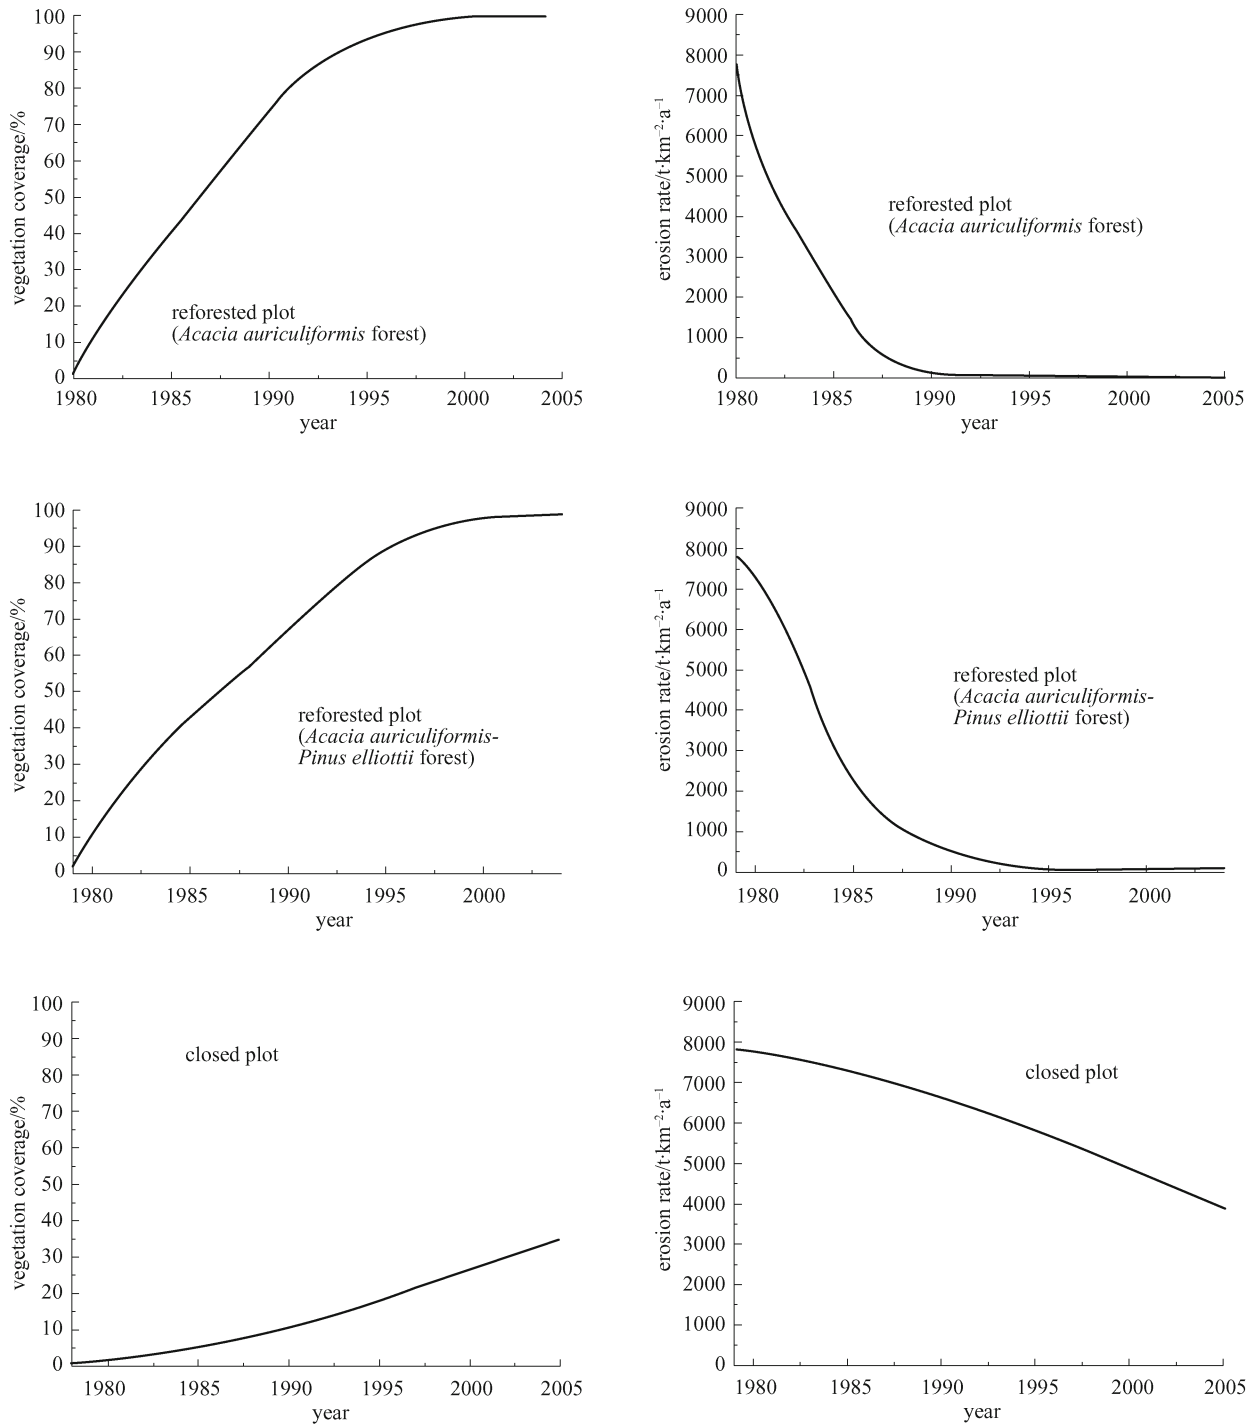 100
90
80
70
60
50
40
30
20
10
0
vegetation coverage/%
reforested plot
(Acacia auriculiformis forest)
1980 1985 1990 1995 2000 2005
year
9000
8000
7000
6000
5000
4000
3000
2000
1000
0
erosion rate/t·km⁻²·a⁻¹
reforested plot
(Acacia auriculiformis forest)
1980 1985 1990 1995 2000 2005
year
100
90
80
70
60
50
40
30
20
10
0
vegetation coverage/%
reforested plot
(Acacia auriculiformis-
Pinus elliottii forest)
1980 1985 1990 1995 2000
year
9000
8000
7000
6000
5000
4000
3000
2000
1000
0
erosion rate/t·km⁻²·a⁻¹
reforested plot
(Acacia auriculiformis-
Pinus elliottii forest)
1980 1985 1990 1995 2000
year
100
90
80
70
60
50
40
30
20
10
0
vegetation coverage/%
closed plot
1980 1985 1990 1995 2000 2005
year
9000
8000
7000
6000
5000
4000
3000
2000
1000
0
erosion rate/t·km⁻²·a⁻¹
closed plot
1980 1985 1990 1995 2000 2005
year